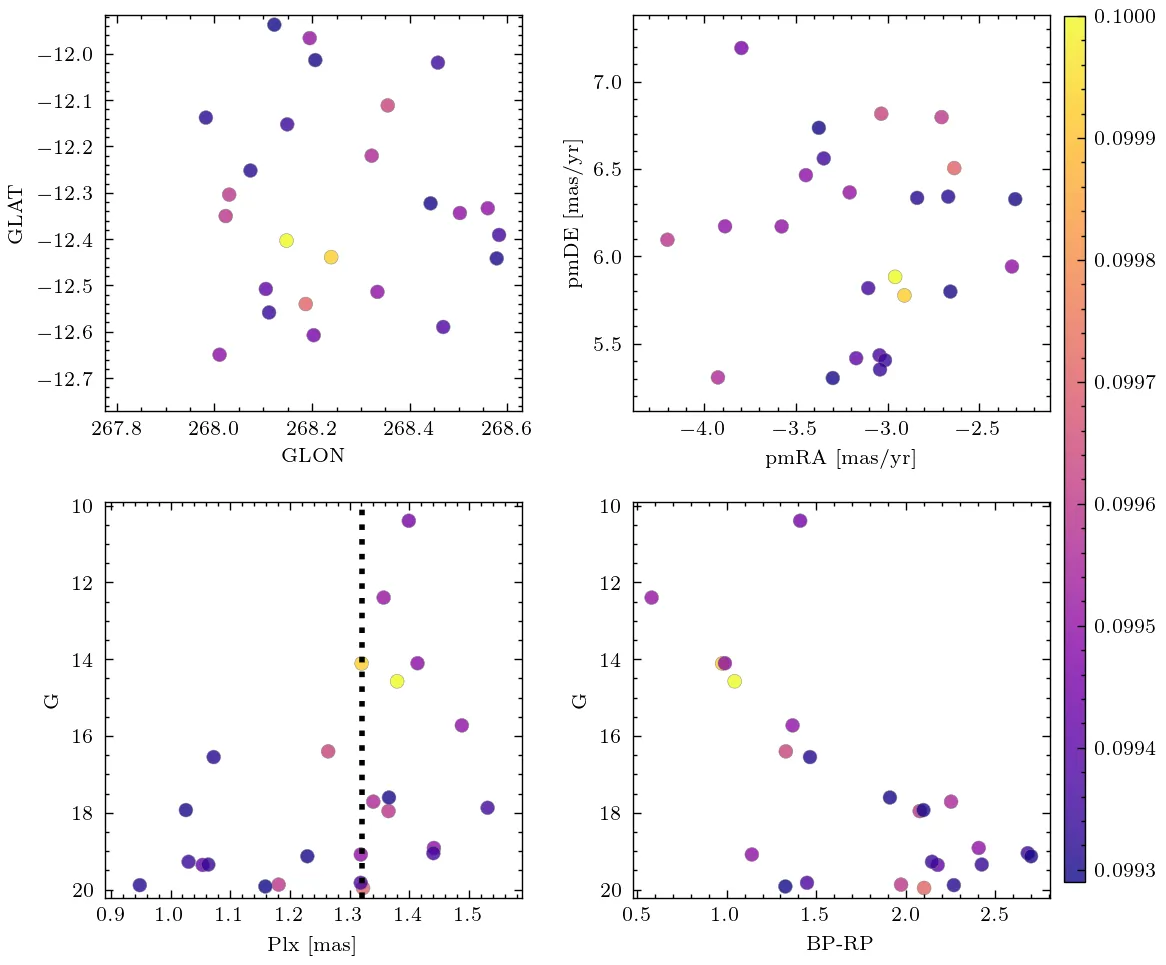 −12.0
−12.1
−12.2
−12.3
−12.4
−12.5
−12.6
−12.7
GLAT
267.8 268.0 268.2 268.4 268.6
GLON
7.0
6.5
6.0
5.5
pmDE [mas/yr]
−4.0 −3.5 −3.0 −2.5
pmRA [mas/yr]
0.1000
0.0999
0.0998
0.0997
0.0996
0.0995
0.0994
0.0993
10
12
14
16
18
20
G
0.9 1.0 1.1 1.2 1.3 1.4 1.5
Plx [mas]
10
12
14
16
18
20
G
0.5 1.0 1.5 2.0 2.5
BP-RP